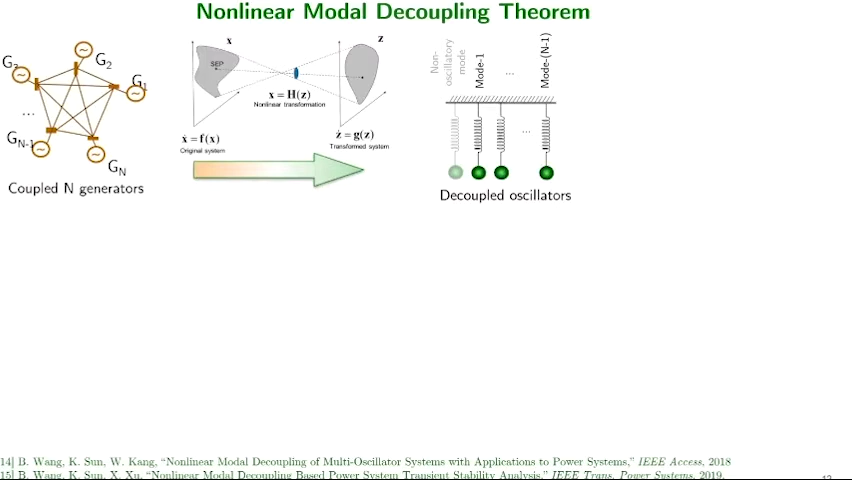 Nonlinear Modal Decoupling Theorem
G3
G2
G1
...
GN-1
GN
Coupled N generators
x
SEP
z
x = H(z)
Nonlinear transformation
ẋ = f(x)
Original system
ż = g(z)
Transformed system
Non-
oscillatory
mode
Mode-1
...
Mode-(N-1)
...
Decoupled oscillators
14] B. Wang, K. Sun, W. Kang, “Nonlinear Modal Decoupling of Multi-Oscillator Systems with Applications to Power Systems,” IEEE Access, 2018
15] B. Wang, K. Sun, X. Xu, “Nonlinear Modal Decoupling Based Power System Transient Stability Analysis,” IEEE Trans. Power Systems, 2019.